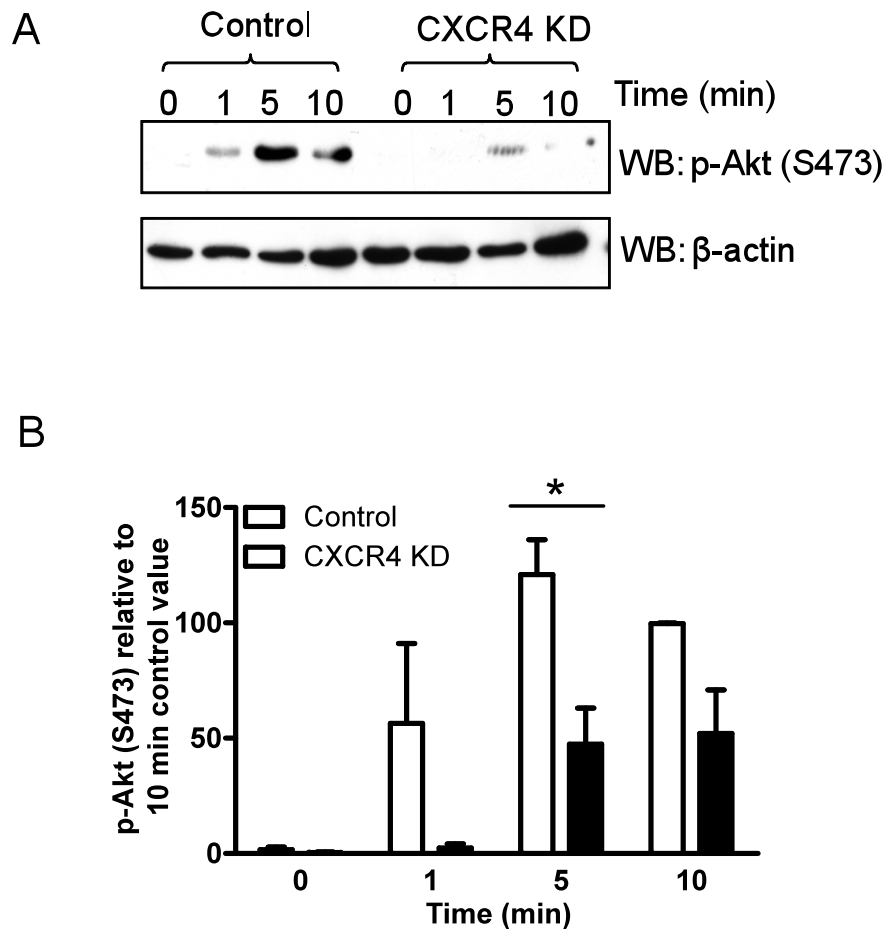 A
Control
CXCR4 KD
0 1 5 10 0 1 5 10 Time (min)
WB: p-Akt (S473)
WB: β-actin
B
p-Akt (S473) relative to
10 min control value
150
100
50
0
*
Control
CXCR4 KD
0 1 5 10
Time (min)